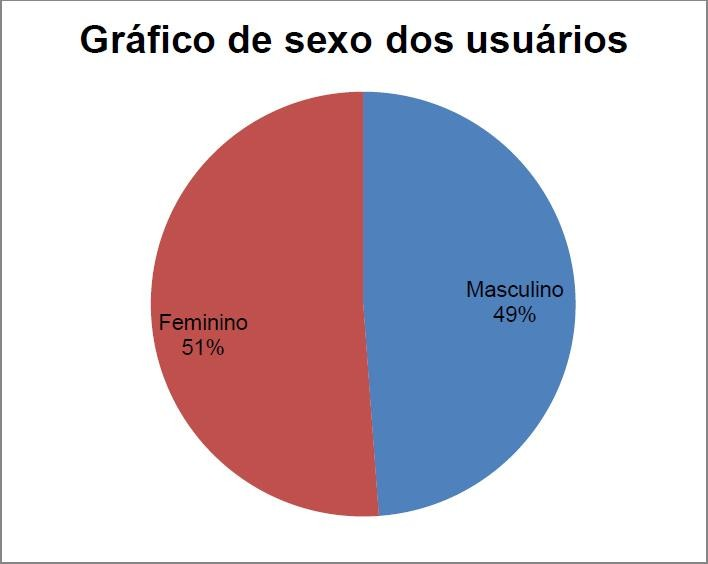 Gráfico de sexo dos usuários
Masculino
49%
Feminino
51%